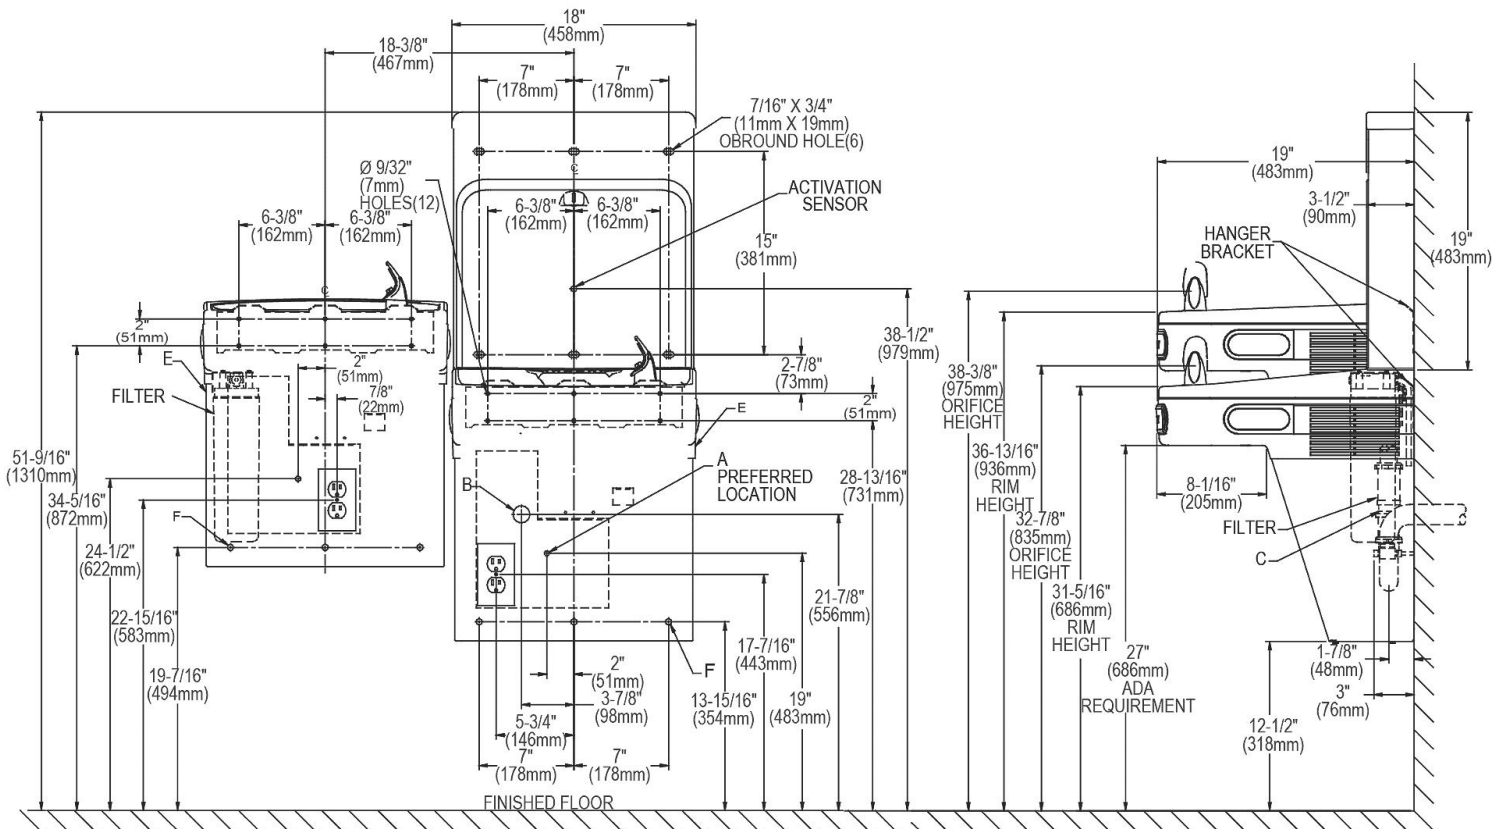 18"
(458mm)
18-3/8"
(467mm)
7"
(178mm)
7"
(178mm)
7/16" X 3/4"
(11mm X 19mm)
OBROUND HOLE(6)
Ø 9/32"
(7mm)
HOLES(12)
ACTIVATION
SENSOR
6-3/8"
(162mm)
6-3/8"
(162mm)
6-3/8"
(162mm)
6-3/8"
(162mm)
15"
(381mm)
2"
(51mm)
E
FILTER
2"
(51mm)
7/8"
(22mm)
38-1/2"
(979mm)
2-7/8"
(73mm)
2"
(51mm)
E
51-9/16"
(1310mm)
34-5/16"
(872mm)
24-1/2"
(622mm)
22-15/16"
(583mm)
19-7/16"
(494mm)
F
B
A
PREFERRED
LOCATION
28-13/16"
(731mm)
21-7/8"
(556mm)
17-7/16"
(443mm)
19"
(483mm)
13-15/16"
(354mm)
F
2"
(51mm)
3-7/8"
(98mm)
5-3/4"
(146mm)
7"
(178mm)
7"
(178mm)
FINISHED FLOOR
19"
(483mm)
3-1/2"
(90mm)
19"
(483mm)
HANGER
BRACKET
38-3/8"
(975mm)
ORIFICE
HEIGHT
36-13/16"
(936mm)
RIM
HEIGHT
32-7/8"
(835mm)
ORIFICE
HEIGHT
31-5/16"
(686mm)
RIM
HEIGHT
27"
(686mm)
ADA
REQUIREMENT
8-1/16"
(205mm)
FILTER
C
1-7/8"
(48mm)
3"
(76mm)
12-1/2"
(318mm)